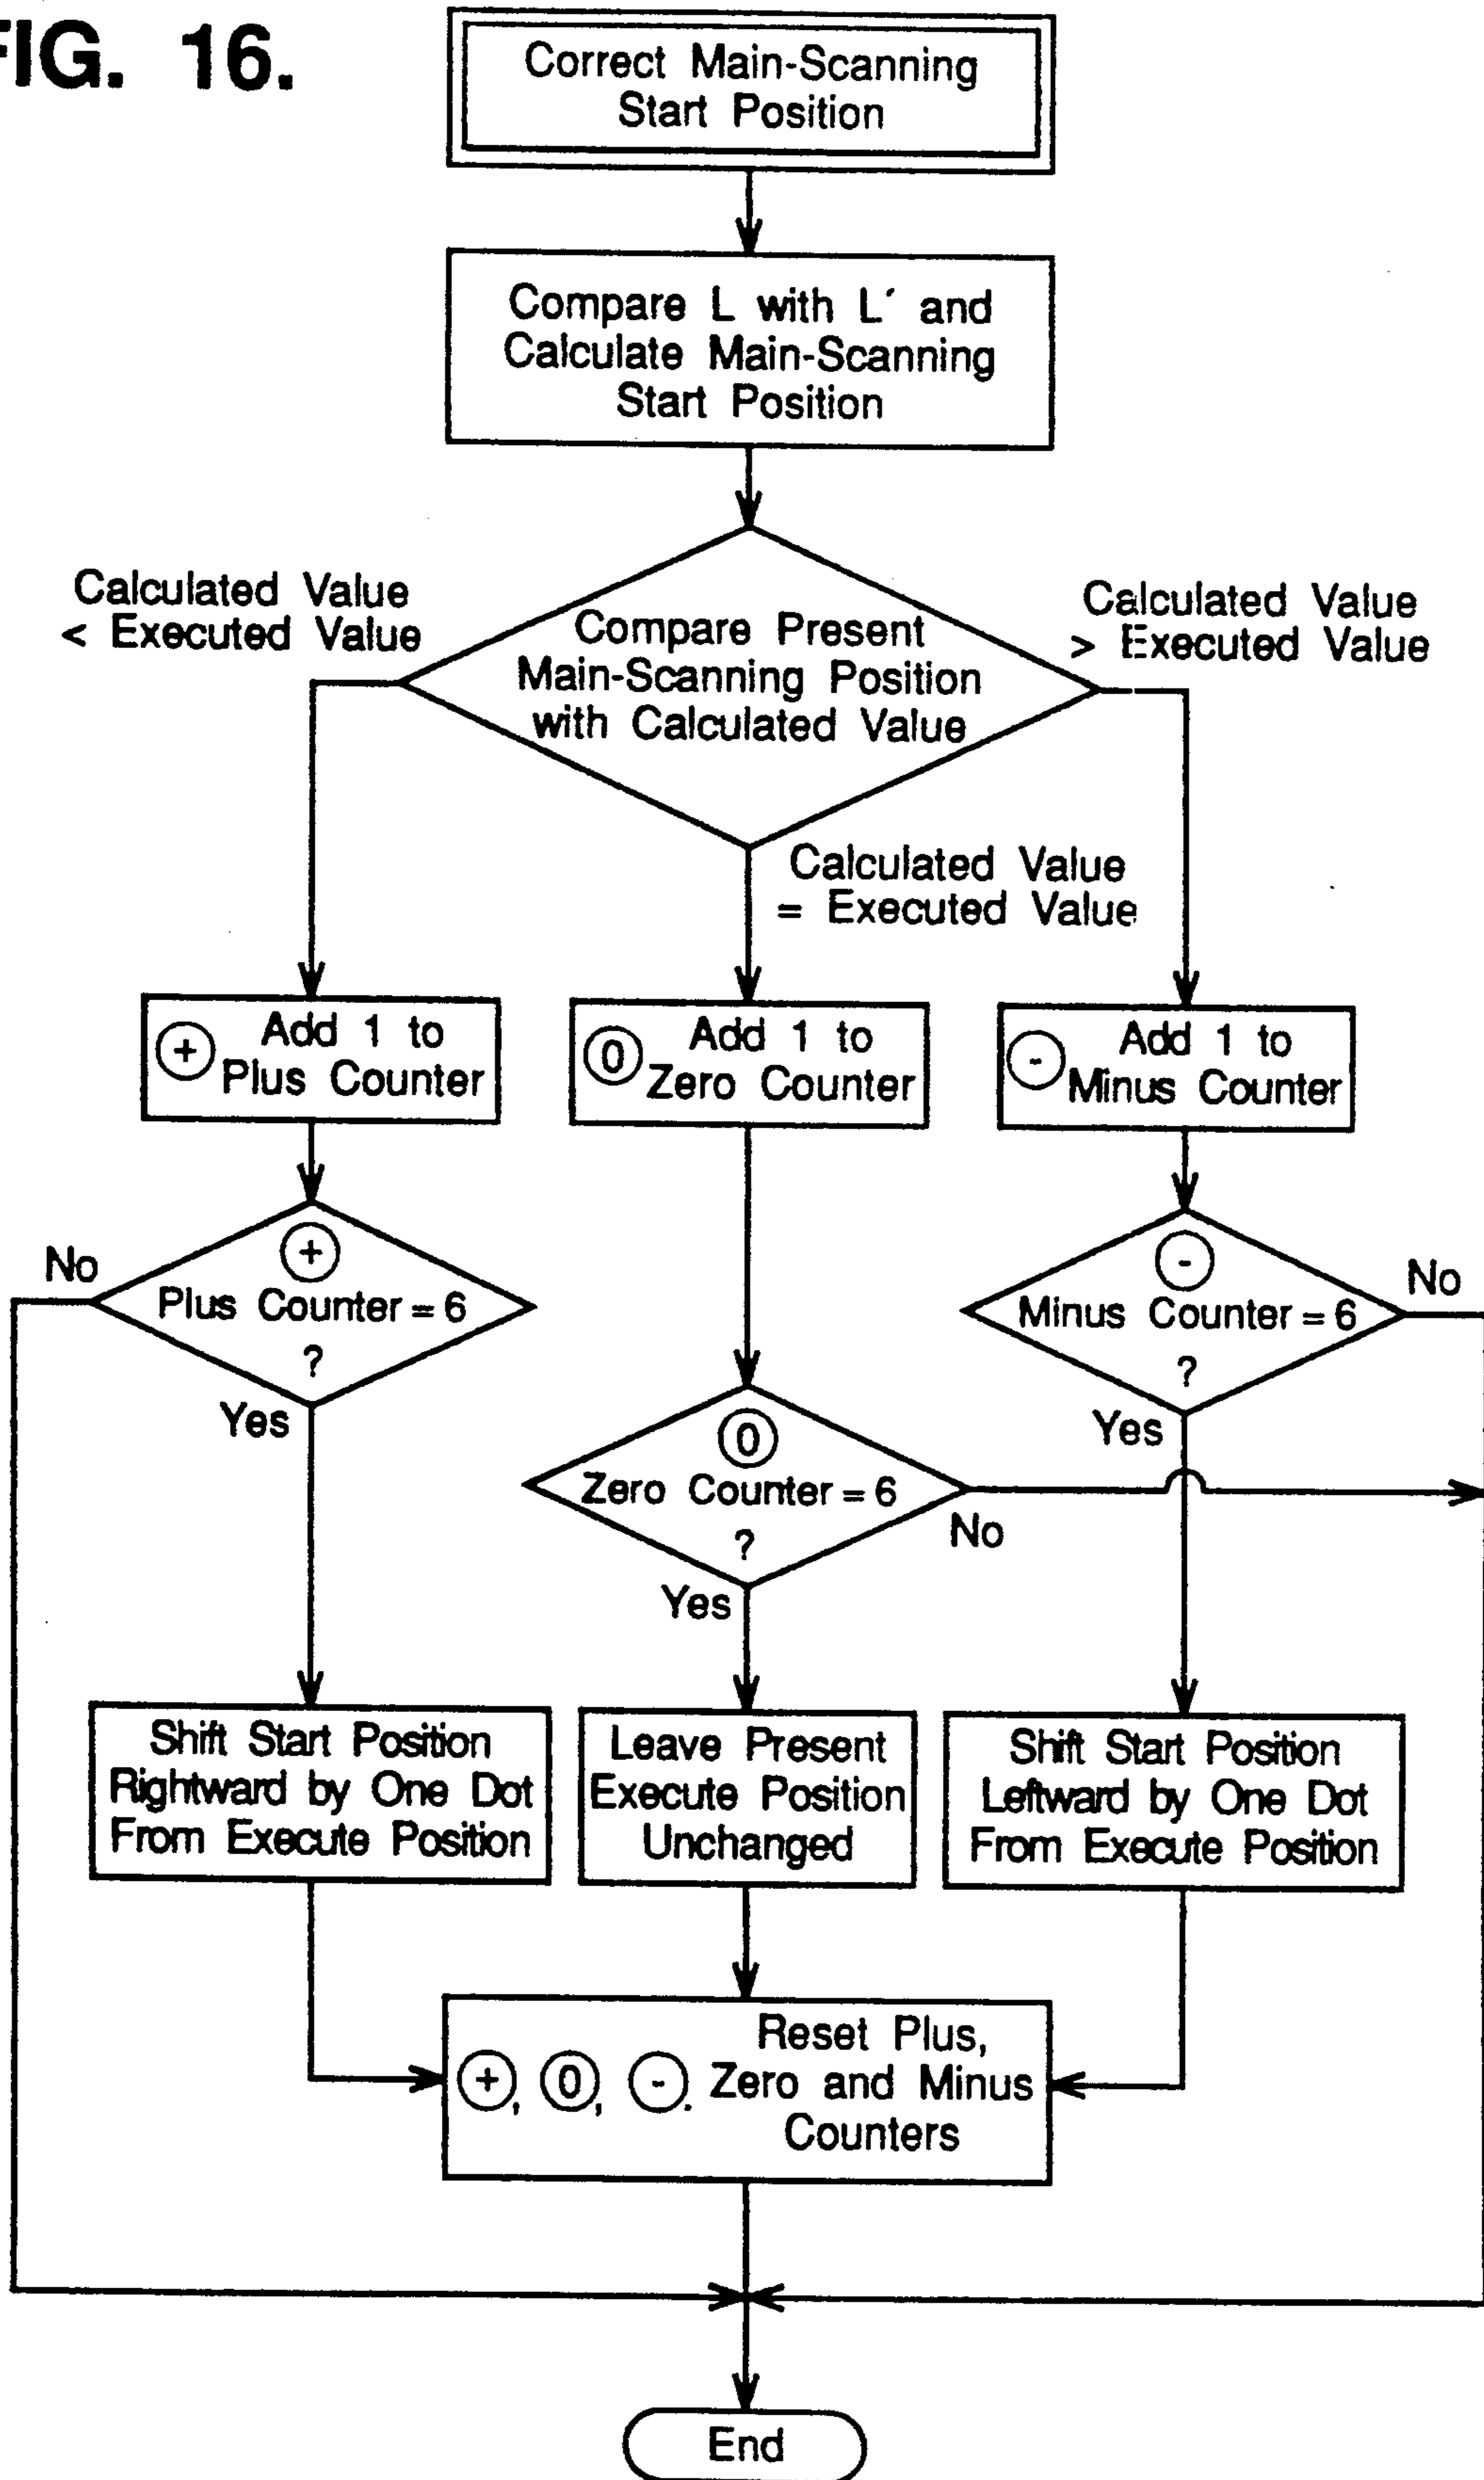 FIG. 16.
Correct Main-Scanning
Start Position
Compare L with L´ and
Calculate Main-Scanning
Start Position
Compare Present
Main-Scanning Position
with Calculated Value
Calculated Value
< Executed Value
Calculated Value
> Executed Value
Calculated Value
= Executed Value
+ Add 1 to
Plus Counter
0 Add 1 to
Zero Counter
- Add 1 to
Minus Counter
+
Plus Counter = 6
?
No
Yes
-
Minus Counter = 6
?
No
Yes
0
Zero Counter = 6
?
No
Yes
Shift Start Position
Rightward by One Dot
From Execute Position
Leave Present
Execute Position
Unchanged
Shift Start Position
Leftward by One Dot
From Execute Position
+, 0, -.
Reset Plus,
Zero and Minus
Counters
End